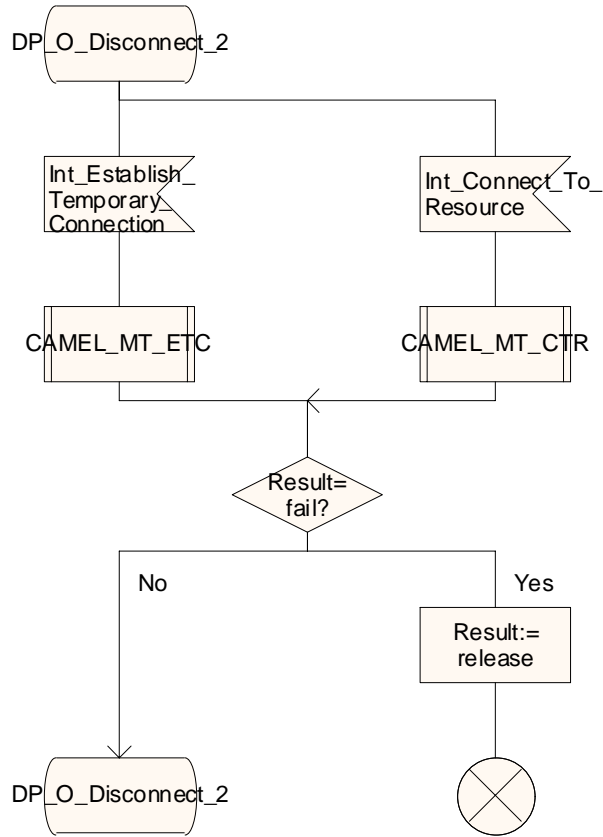 DP_O_Disconnect_2
Int_Establish_
Temporary_
Connection
Int_Connect_To_
Resource
CAMEL_MT_ETC
CAMEL_MT_CTR
Result=
fail?
No
Yes
Result:=
release
DP_O_Disconnect_2